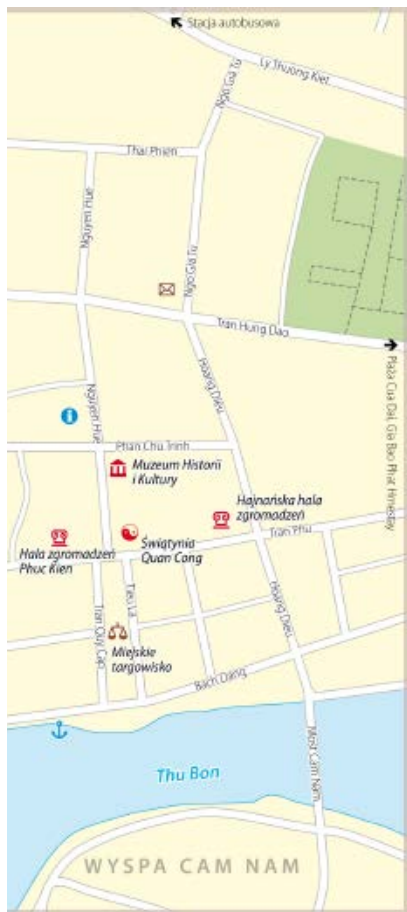 Stacja autobusowa
Ly Thuong Kiet
Ngo Gia Tu
Thai Phien
Nguyen Hue
Ngo Gia Tu
Tran Hung Dao
Hoang Dieu
Plaża Cua Dai, Gia Bao Phat Hmestay
Nguyen Hue
Phan Chu Trinh
Muzeum Historii
i Kultury
Hajnańska hala
zgromadzeń
Tran Phu
Świątynia
Quan Cong
Hala zgromadzeń
Phuc Kien
Tieu La
Hoang Dieu
Tran Quy Cap
Miejskie
targowisko
Bach Dang
Most Cam Nam
Thu Bon
WYSPA CAM NAM